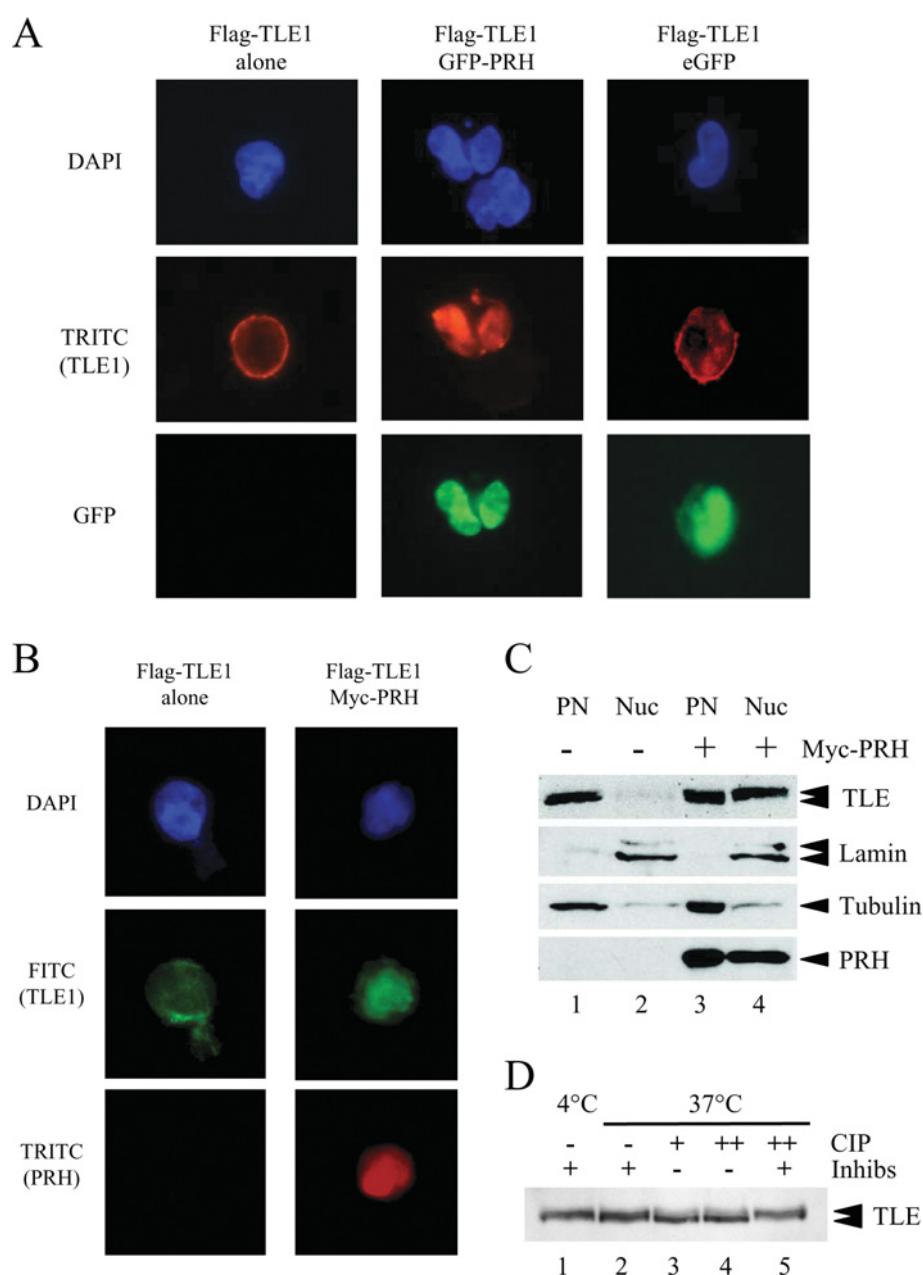 A
Flag-TLE1
alone
Flag-TLE1
GFP-PRH
Flag-TLE1
eGFP
DAPI
TRITC
(TLE1)
GFP
B
Flag-TLE1
alone
Flag-TLE1
Myc-PRH
DAPI
FITC
(TLE1)
TRITC
(PRH)
C
PN Nuc PN Nuc
- - + + Myc-PRH
TLE
Lamin
Tubulin
PRH
1 2 3 4
D
4°C 37°C
- - + ++ ++ CIP
+ + - - + Inhibs
TLE
1 2 3 4 5